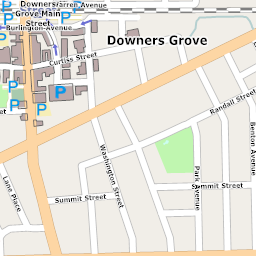 Downers
Warren Avenue
Grove Main
Street
Burlington Avenue
Downers Grove
Curtiss Street
Randall Street
Benton Avenue
Washington Street
Park Avenue
Lane Place
Summit Street
Summit Street
P
P
P
P
P
P